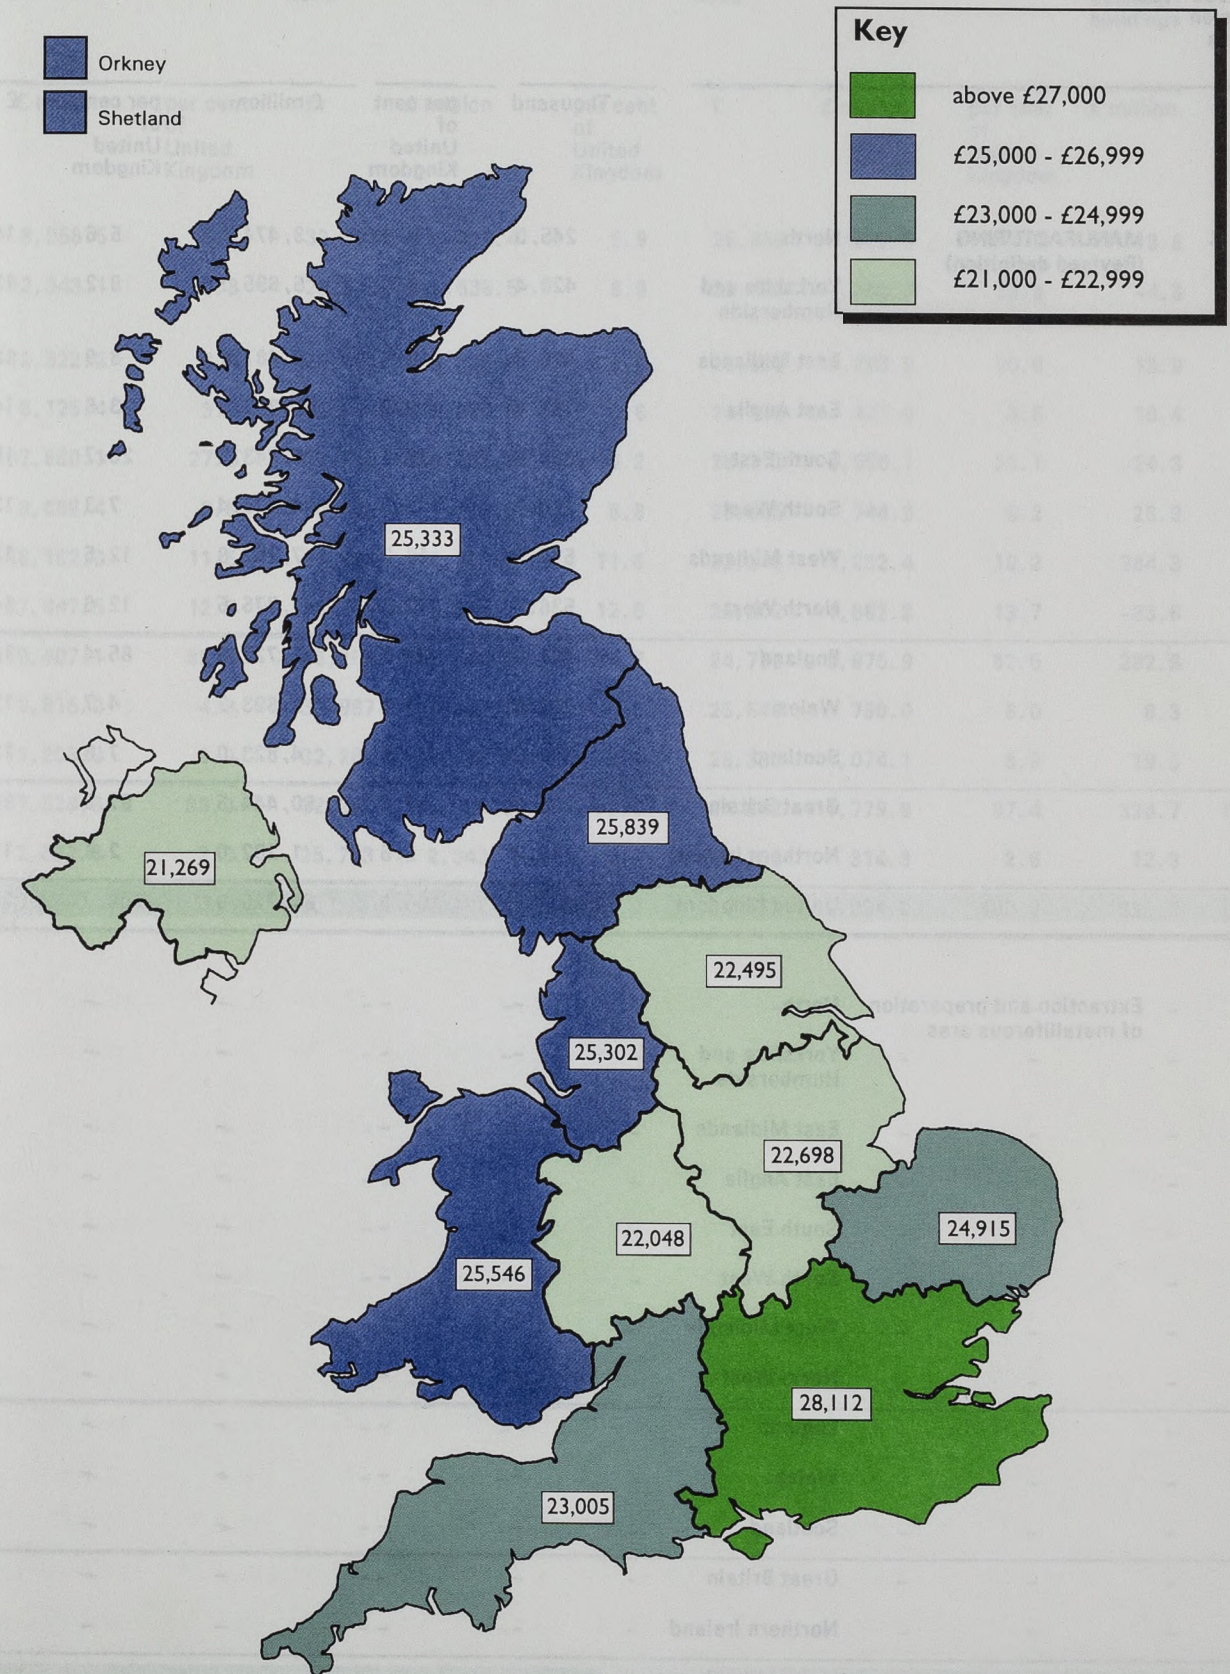 Orkney
Shetland
Key
above £27,000
£25,000 - £26,999
£23,000 - £24,999
£21,000 - £22,999
25,333
25,839
21,269
22,495
25,302
22,698
24,915
22,048
25,546
28,112
23,005